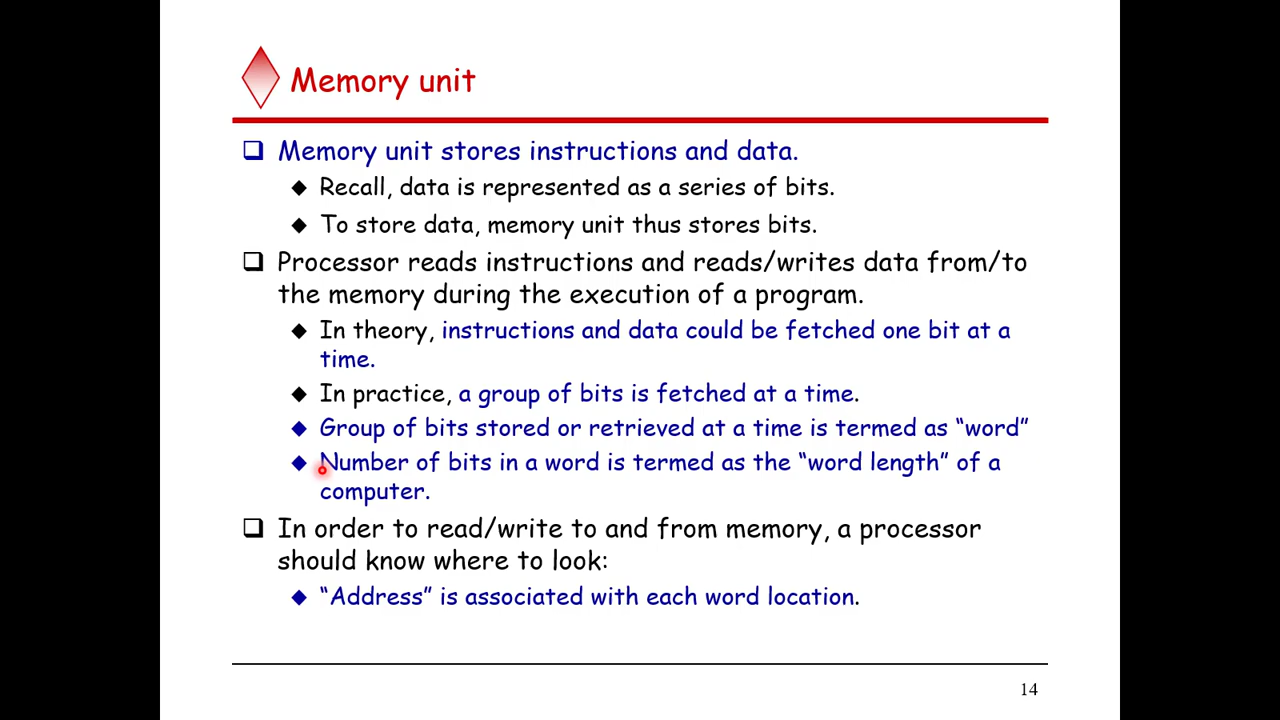 Memory unit
Memory unit stores instructions and data.
Recall, data is represented as a series of bits.
To store data, memory unit thus stores bits.
Processor reads instructions and reads/writes data from/to
the memory during the execution of a program.
In theory, instructions and data could be fetched one bit at a
time.
In practice, a group of bits is fetched at a time.
Group of bits stored or retrieved at a time is termed as “word”
Number of bits in a word is termed as the “word length” of a
computer.
In order to read/write to and from memory, a processor
should know where to look:
“Address” is associated with each word location.
14